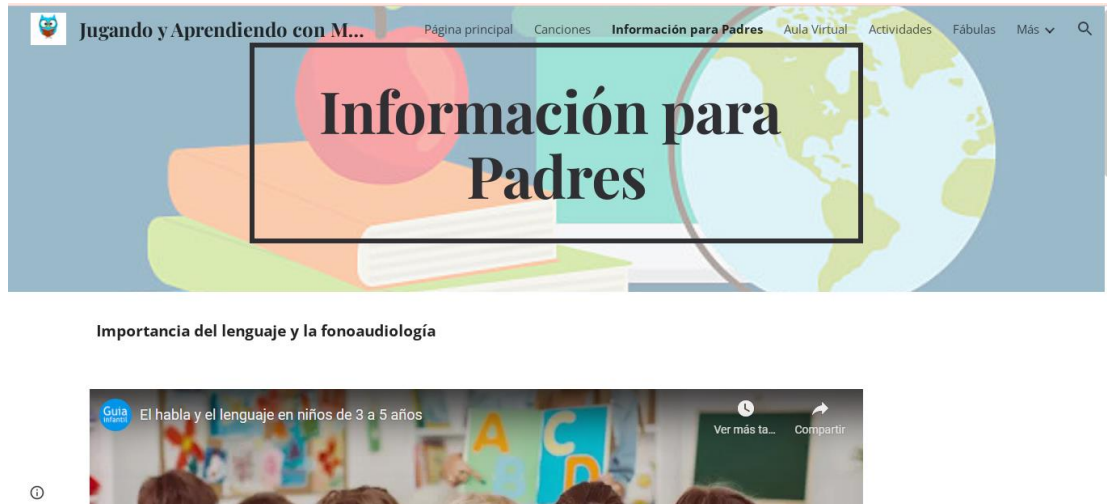 Jugando y Aprendiendo con M...
Página principal Canciones Información para Padres Aula Virtual Actividades Fábulas Más
Información para
Padres
Importancia del lenguaje y la fonoaudiología
Guia
Infantil
El habla y el lenguaje en niños de 3 a 5 años
Ver más ta...
Compartir
A C
B D